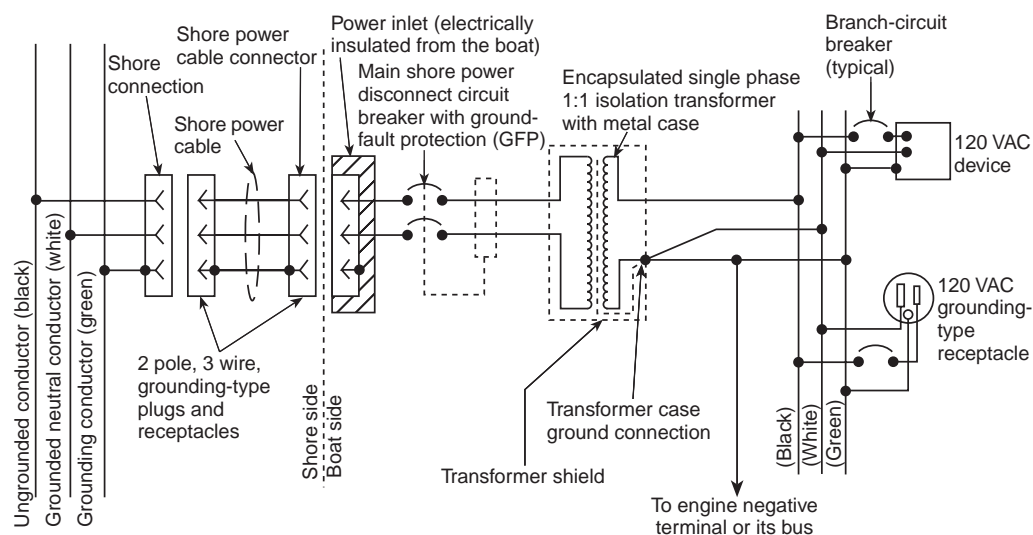 Power inlet (electrically
insulated from the boat)
Shore power
cable connector
Shore
connection
Shore power
cable
Main shore power
disconnect circuit
breaker with ground-
fault protection (GFP)
Encapsulated single phase
1:1 isolation transformer
with metal case
Branch-circuit
breaker
(typical)
120 VAC
device
120 VAC
grounding-
type
receptacle
Ungrounded conductor (black)
Grounded neutral conductor (white)
Grounding conductor (green)
2 pole, 3 wire,
grounding-type
plugs and
receptacles
Shore side
Boat side
Transformer case
ground connection
Transformer shield
To engine negative
terminal or its bus
(Black)
(White)
(Green)